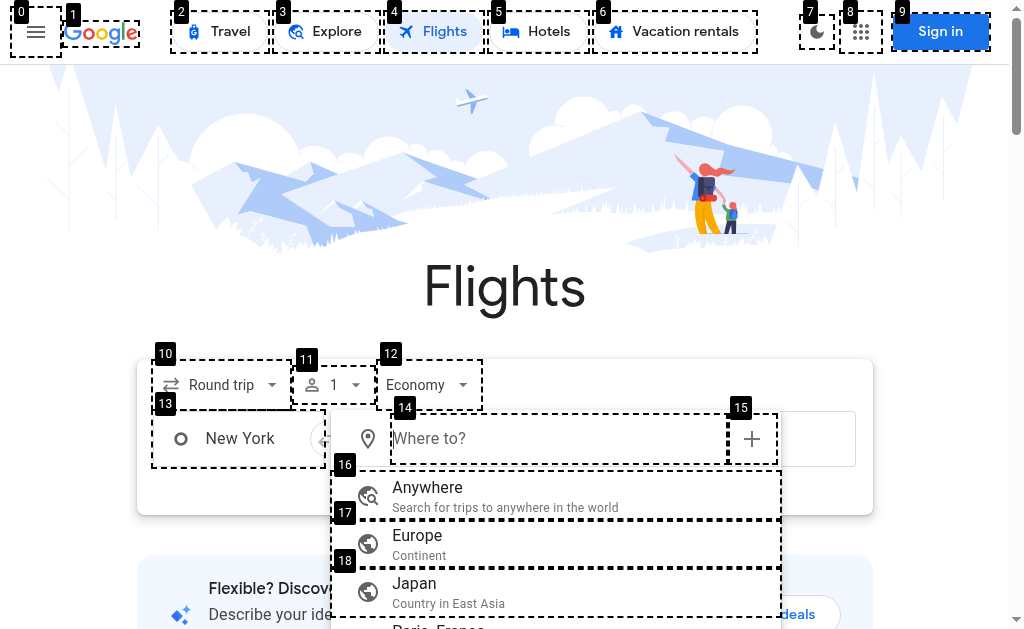 0
1
2
3
4
5
6
7
8
9
Google
Travel
Explore
Flights
Hotels
Vacation rentals
Sign in
Flights
10
11
12
Round trip
1
Economy
13
14
15
New York
Where to?
16
Anywhere
Search for trips to anywhere in the world
17
Europe
Continent
18
Japan
Country in East Asia
Flexible? Discov
Describe your ide
deals